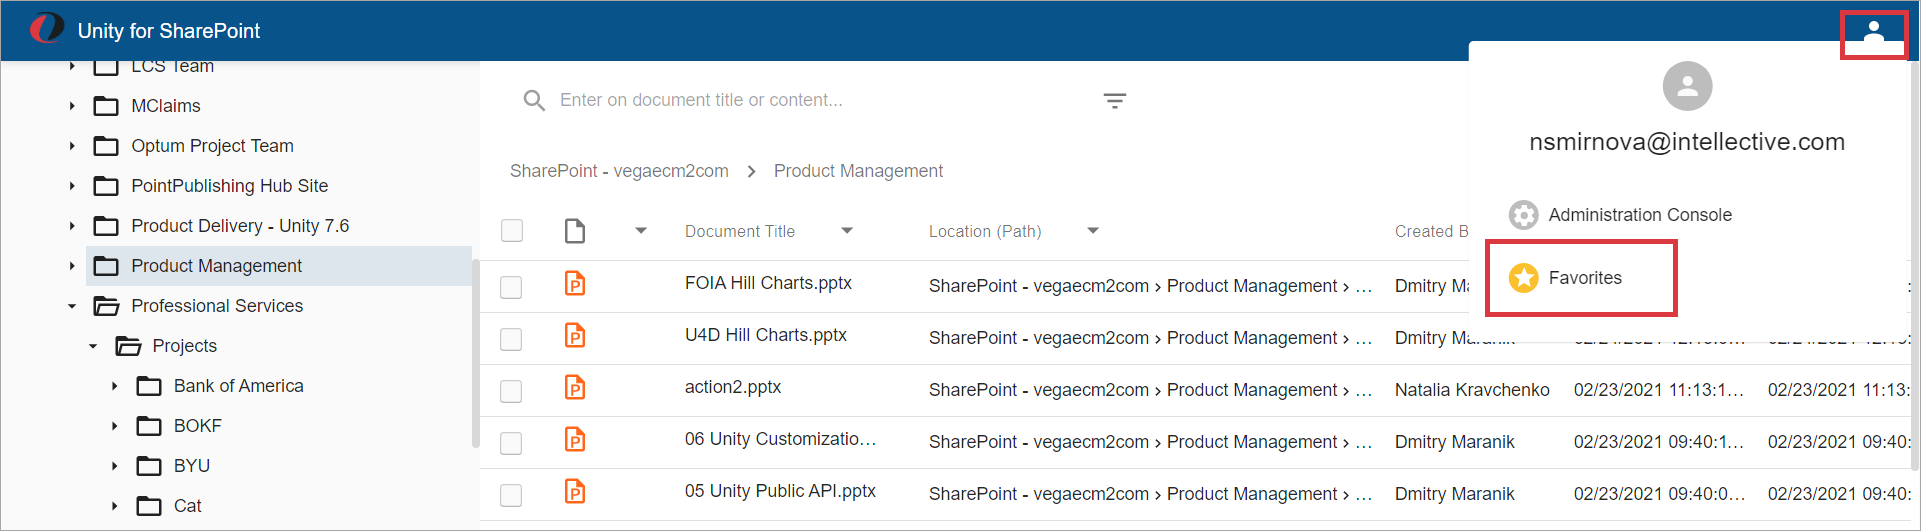 Unity for SharePoint
LCS Team
MClaims
Optum Project Team
PointPublishing Hub Site
Product Delivery - Unity 7.6
Product Management
Professional Services
Projects
Bank of America
BOKF
BYU
Cat
Enter on document title or content...
SharePoint - vegaecm2com > Product Management
Document Title Location (Path) Created B
FOIA Hill Charts.pptx SharePoint - vegaecm2com > Product Management > ... Dmitry Ma
U4D Hill Charts.pptx SharePoint - vegaecm2com > Product Management > ... Dmitry Maranik
action2.pptx SharePoint - vegaecm2com > Product Management > ... Natalia Kravchenko 02/23/2021 11:13:1... 02/23/2021 11:13:
06 Unity Customizatio... SharePoint - vegaecm2com > Product Management > ... Dmitry Maranik 02/23/2021 09:40:1... 02/23/2021 09:40:
05 Unity Public API.pptx SharePoint - vegaecm2com > Product Management > ... Dmitry Maranik 02/23/2021 09:40:0... 02/23/2021 09:40:
nsmirnova@intellective.com
Administration Console
Favorites